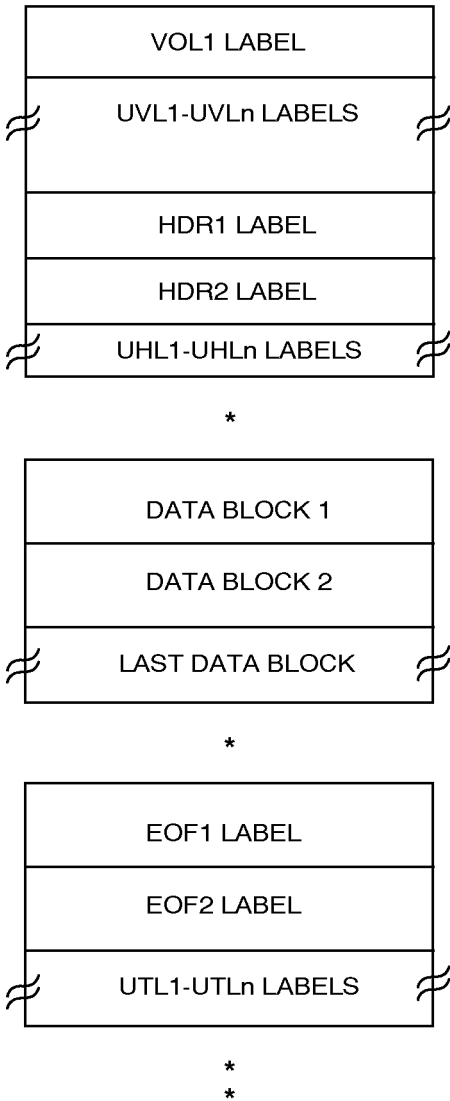 VOL1 LABEL
UVL1-UVLn LABELS
HDR1 LABEL
HDR2 LABEL
UHL1-UHLn LABELS
*
DATA BLOCK 1
DATA BLOCK 2
LAST DATA BLOCK
*
EOF1 LABEL
EOF2 LABEL
UTL1-UTLn LABELS
*
*